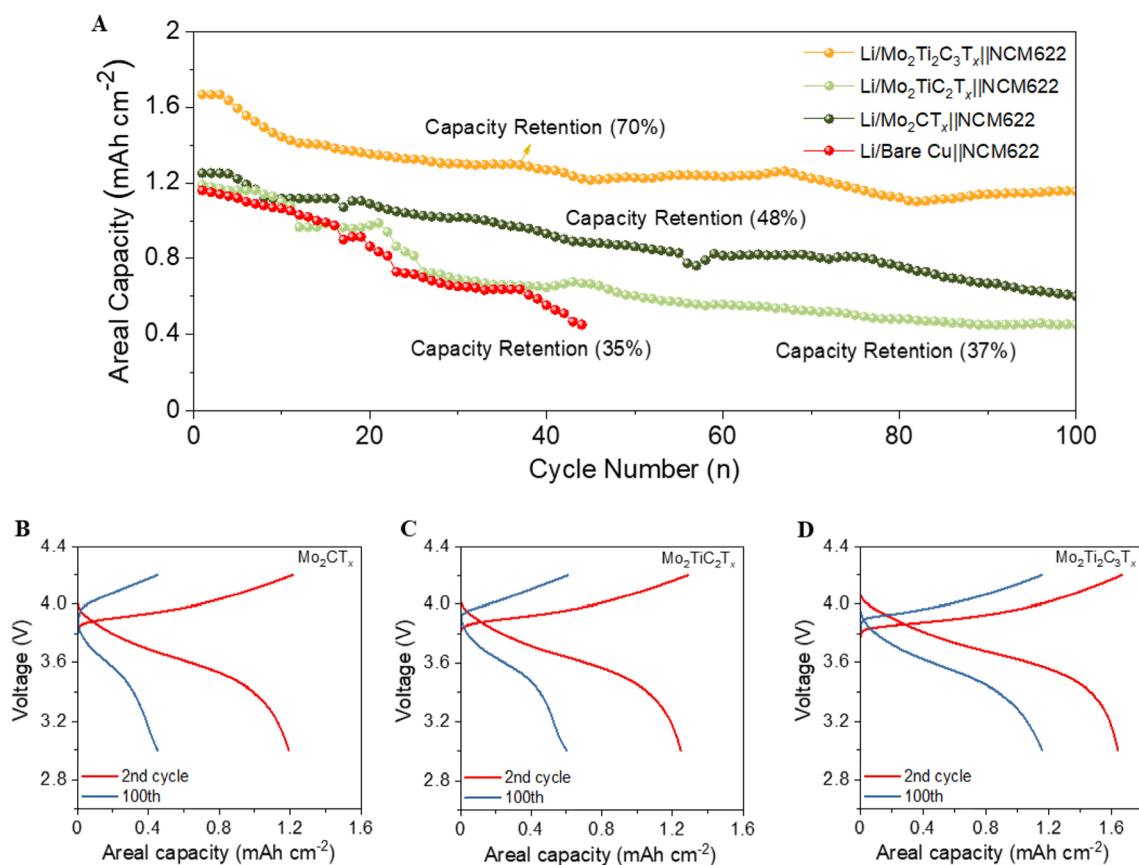 A
2
1.6
1.2
0.8
0.4
0
0 20 40 60 80 100
Areal Capacity (mAh cm⁻²)
Cycle Number (n)
Li/Mo₂Ti₂C₃Tₓ||NCM622
Li/Mo₂TiC₂Tₓ||NCM622
Li/Mo₂CTₓ||NCM622
Li/Bare Cu||NCM622
Capacity Retention (70%)
Capacity Retention (48%)
Capacity Retention (35%)
Capacity Retention (37%)
B
Mo₂CTₓ
4.4
4.0
3.6
3.2
2.8
Voltage (V)
2nd cycle
100th
0 0.4 0.8 1.2 1.6
Areal capacity (mAh cm⁻²)
C
Mo₂TiC₂Tₓ
4.4
4.0
3.6
3.2
2.8
Voltage (V)
2nd cycle
100th
0 0.4 0.8 1.2 1.6
Areal capacity (mAh cm⁻²)
D
Mo₂Ti₂C₃Tₓ
4.4
4.0
3.6
3.2
2.8
Voltage (V)
2nd cycle
100th
0 0.4 0.8 1.2 1.6
Areal capacity (mAh cm⁻²)